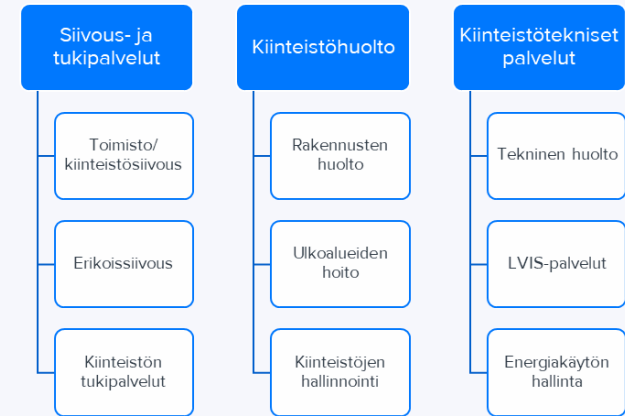 Siivous- ja
tukipalvelut
Toimisto/
kiinteistösiivous
Erikoissiivous
Kiinteistön
tukipalvelut
Kiinteistöhuolto
Rakennusten
huolto
Ulkoalueiden
hoito
Kiinteistöjen
hallinnointi
Kiinteistötekniset
palvelut
Tekninen huolto
LVIS-palvelut
Energiakäytön
hallinta